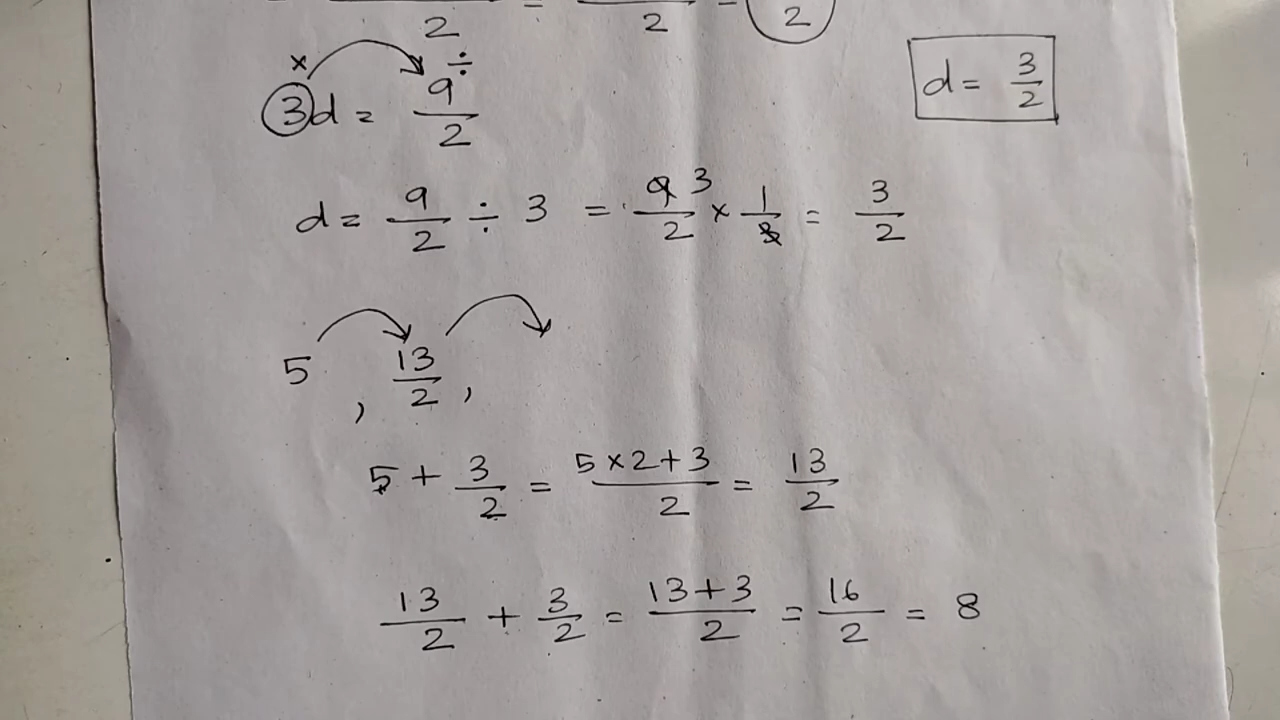 2 = 2 - 2
× ÷
3d = 9/2
d = 3/2
d = 9/2 ÷ 3 = 9 3/2 × 1/3 = 3/2
5 , 13/2 ,
5 + 3/2 = 5×2+3/2 = 13/2
13/2 + 3/2 = 13+3/2 = 16/2 = 8